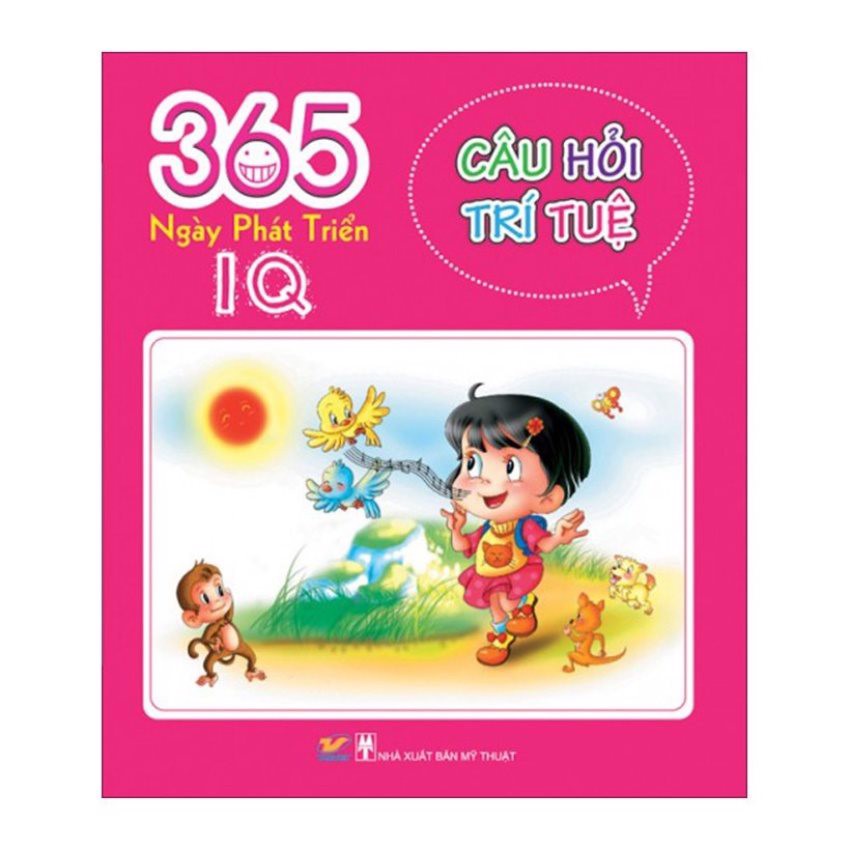 365
Ngày Phát Triển
IQ
CÂU HỎI
TRÍ TUỆ
NHÀ XUẤT BẢN MỸ THUẬT